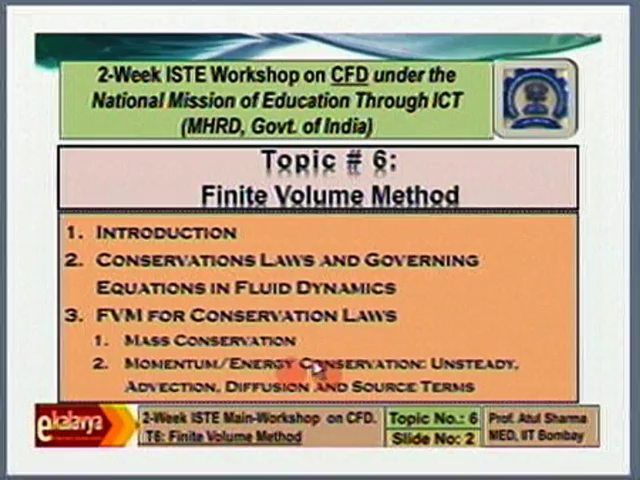 2-Week ISTE Workshop on CFD under the
National Mission of Education Through ICT
(MHRD, Govt. of India)
Topic # 6:
Finite Volume Method
1. INTRODUCTION
2. CONSERVATIONS LAWS AND GOVERNING
EQUATIONS IN FLUID DYNAMICS
3. FVM FOR CONSERVATION LAWS
1. MASS CONSERVATION
2. MOMENTUM/ENERGY CONSERVATION: UNSTEADY,
ADVECTION, DIFFUSION AND SOURCE TERMS
ekalavya
2-Week ISTE Main-Workshop on CFD.
T6: Finite Volume Method
Topic No.: 6
Slide No: 2
Prof. Atul Sharma
MED, IIT Bombay